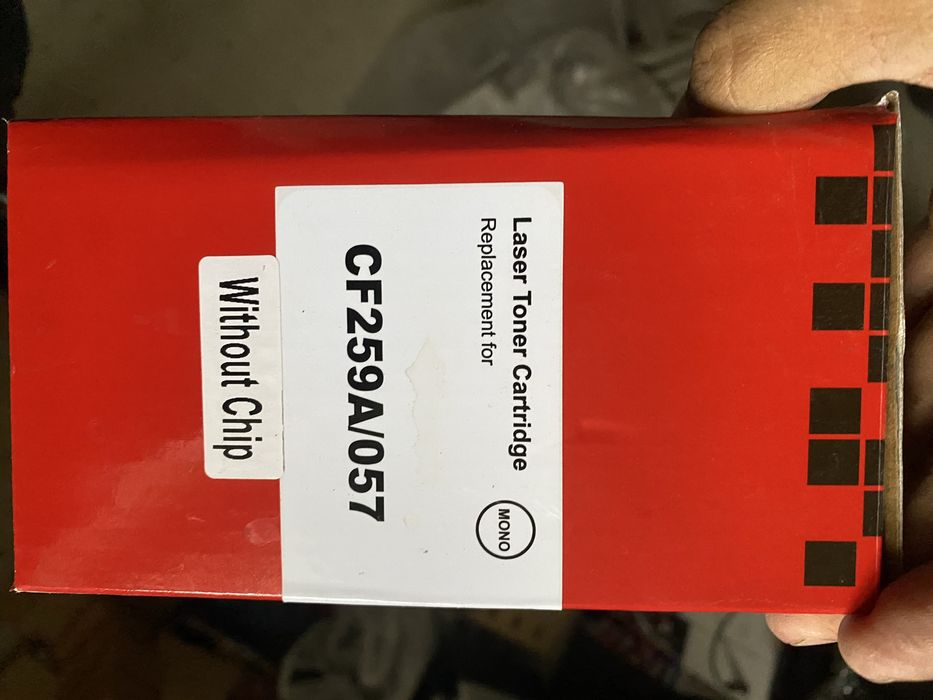 Laser Toner Cartridge
Replacement for
MONO
CF259A/057
Without Chip